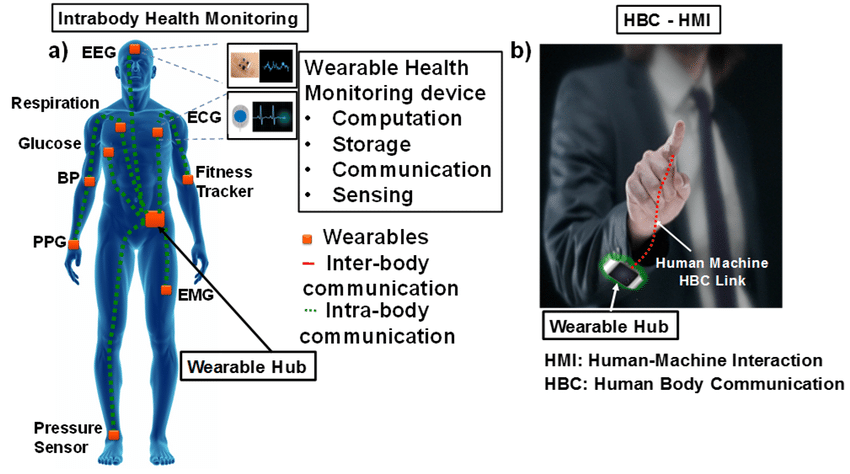 Intrabody Health Monitoring
a)
EEG
Respiration
ECG
Glucose
BP
Fitness
Tracker
PPG
EMG
Wearable Hub
Pressure
Sensor
Wearable Health
Monitoring device
• Computation
• Storage
• Communication
• Sensing
Wearables
Inter-body
communication
Intra-body
communication
HBC - HMI
b)
Human Machine
HBC Link
Wearable Hub
HMI: Human-Machine Interaction
HBC: Human Body Communication